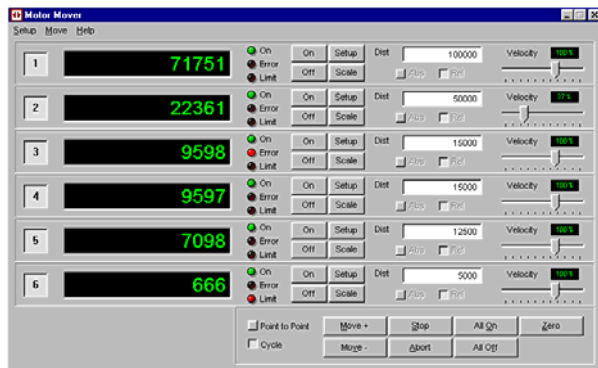 Motor Mover
Setup Move Help
1 71751 On Error Limit On Off Setup Scale Dist 100000 Abs Rel Velocity 100%
2 22361 On Error Limit On Off Setup Scale Dist 50000 Abs Rel Velocity 37%
3 9598 On Error Limit On Off Setup Scale Dist 15000 Abs Rel Velocity 100%
4 9597 On Error Limit On Off Setup Scale Dist 15000 Abs Rel Velocity 100%
5 7098 On Error Limit On Off Setup Scale Dist 12500 Abs Rel Velocity 100%
6 666 On Error Limit On Off Setup Scale Dist 5000 Abs Rel Velocity 100%
Point to Point Move + Stop All On Zero
Cycle Move - Abort All Off